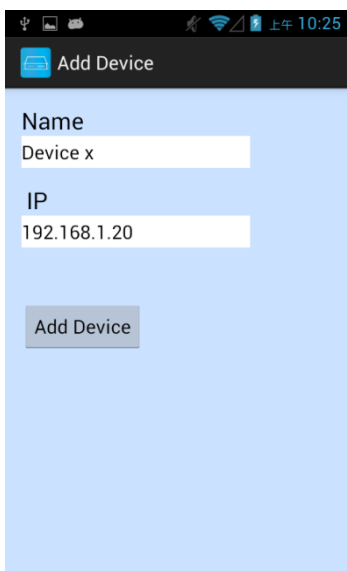 上午 10:25
Add Device
Name
Device x
IP
192.168.1.20
Add Device